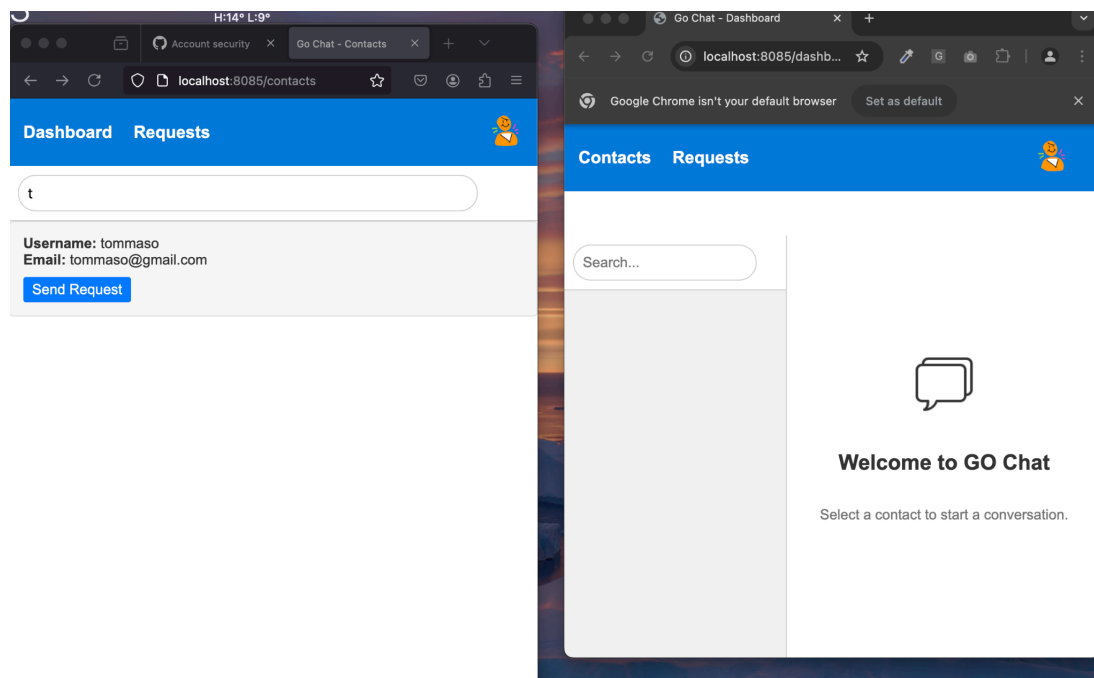 H:14° L:9°
Account security
Go Chat - Contacts
localhost:8085/contacts
Dashboard Requests
t
Username: tommaso
Email: tommaso@gmail.com
Send Request
Go Chat - Dashboard
localhost:8085/dashb...
G
Google Chrome isn't your default browser Set as default
Contacts Requests
Search...
Welcome to GO Chat
Select a contact to start a conversation.